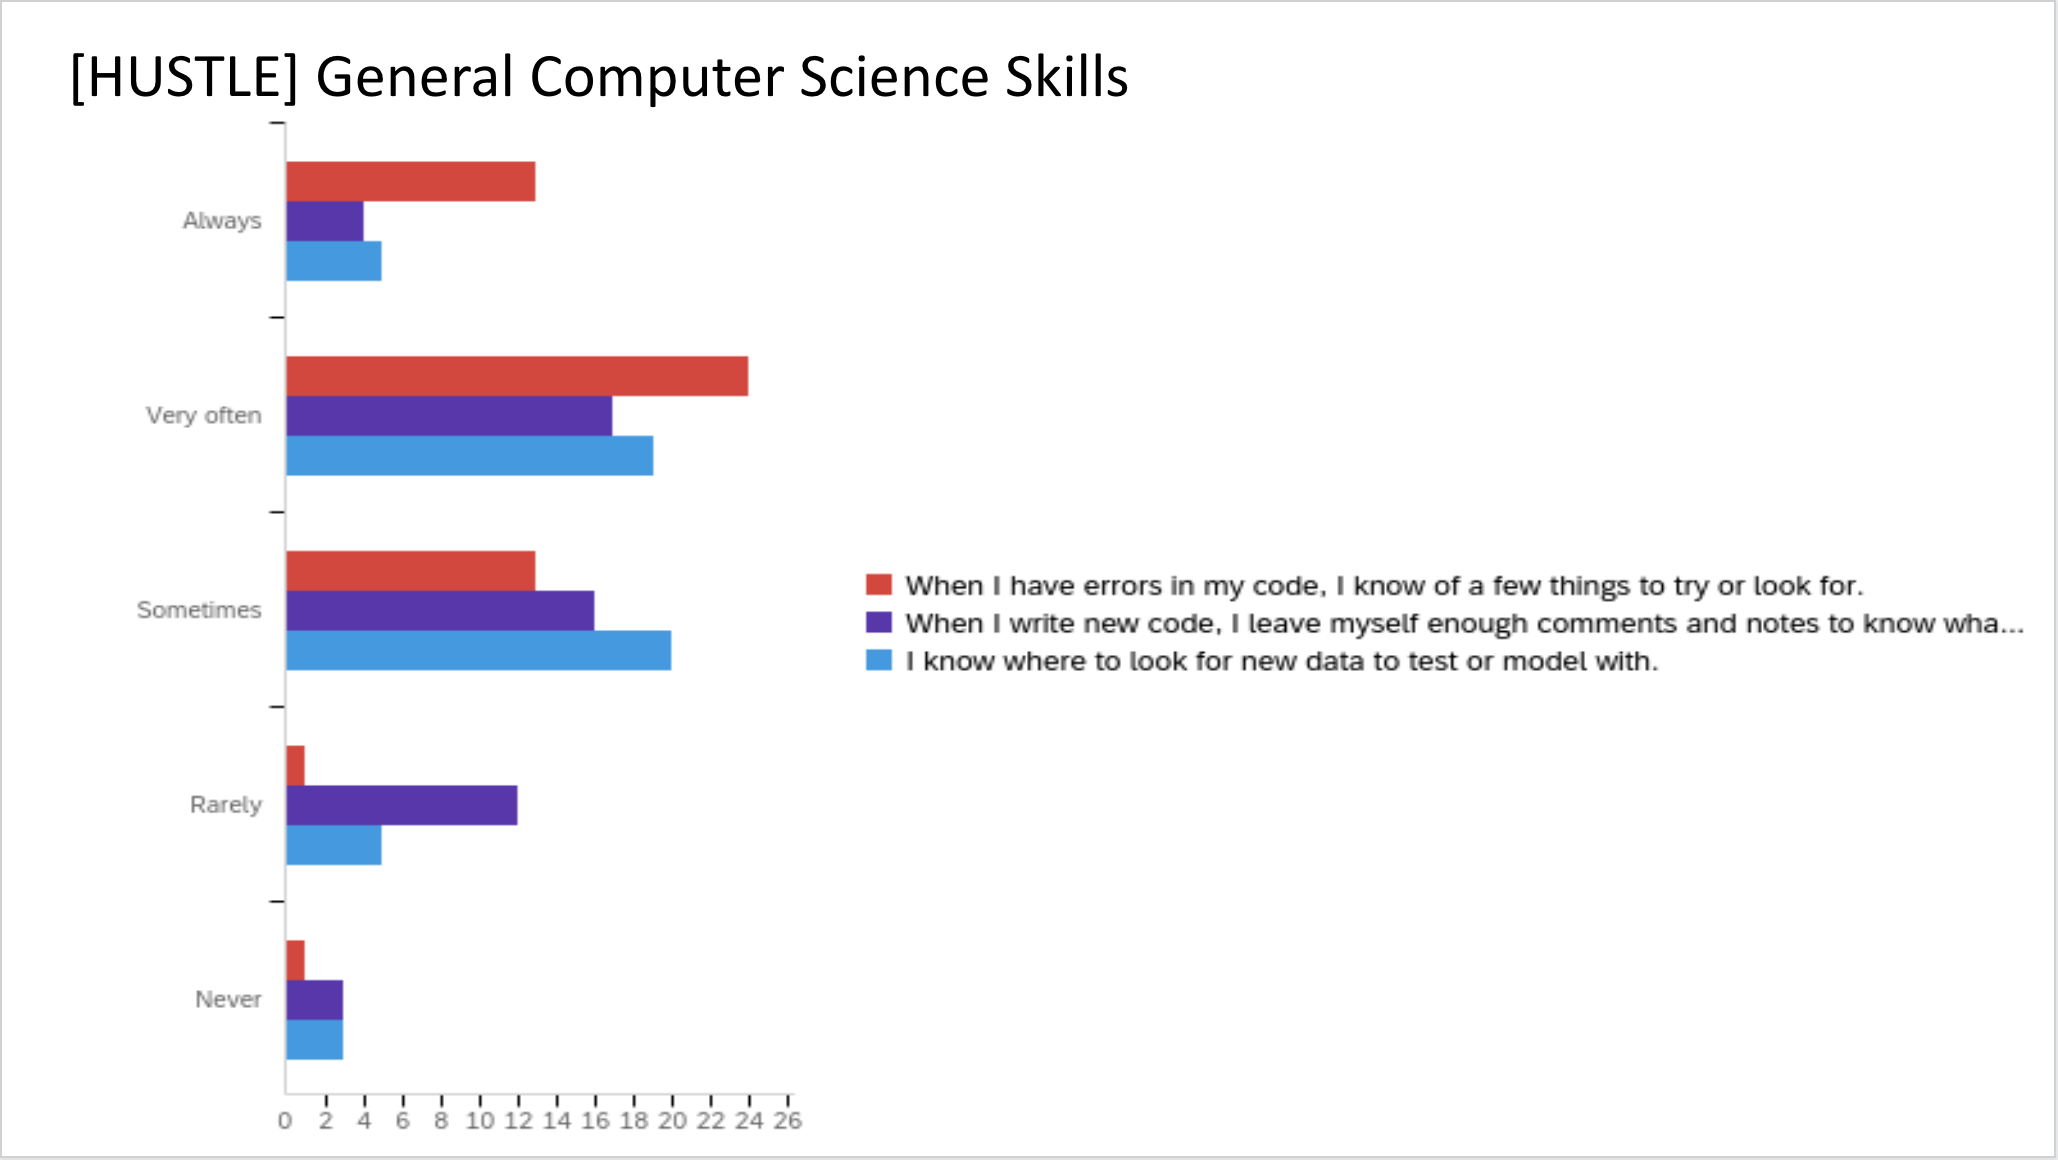 [HUSTLE] General Computer Science Skills
Always
Very often
Sometimes
Rarely
Never
When I have errors in my code, I know of a few things to try or look for.
When I write new code, I leave myself enough comments and notes to know wha...
I know where to look for new data to test or model with.
0 2 4 6 8 10 12 14 16 18 20 22 24 26